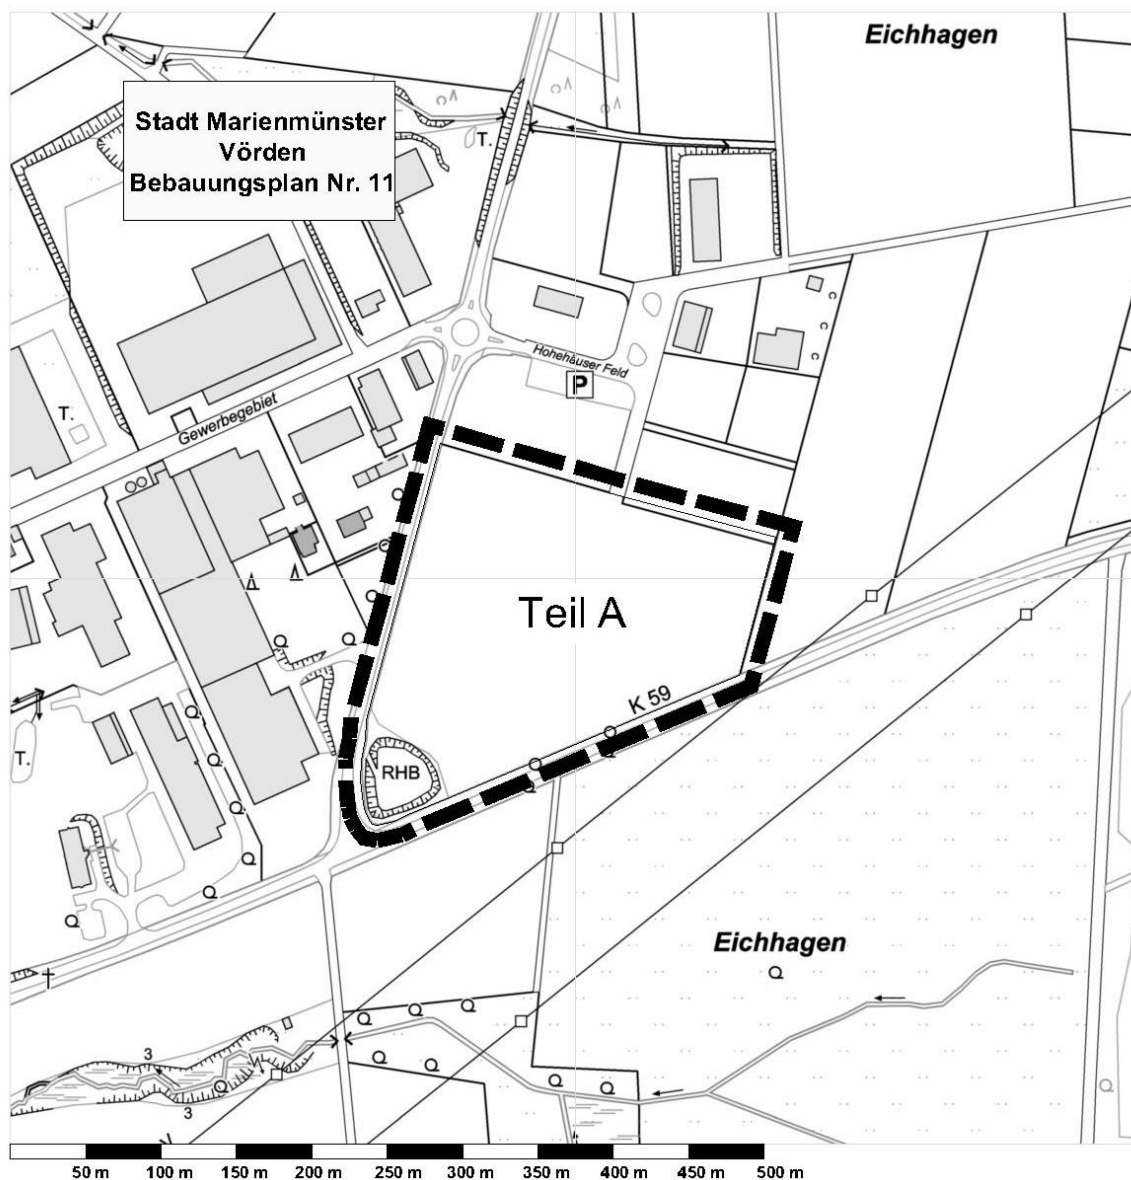 Eichhagen
Stadt Marienmünster
Vörden
Bebauungsplan Nr. 11
T.
Hohehäuser Feld
P
T.
Gewerbegebiet
Teil A
K 59
T.
RHB
Eichhagen
3
3
50 m 100 m 150 m 200 m 250 m 300 m 350 m 400 m 450 m 500 m